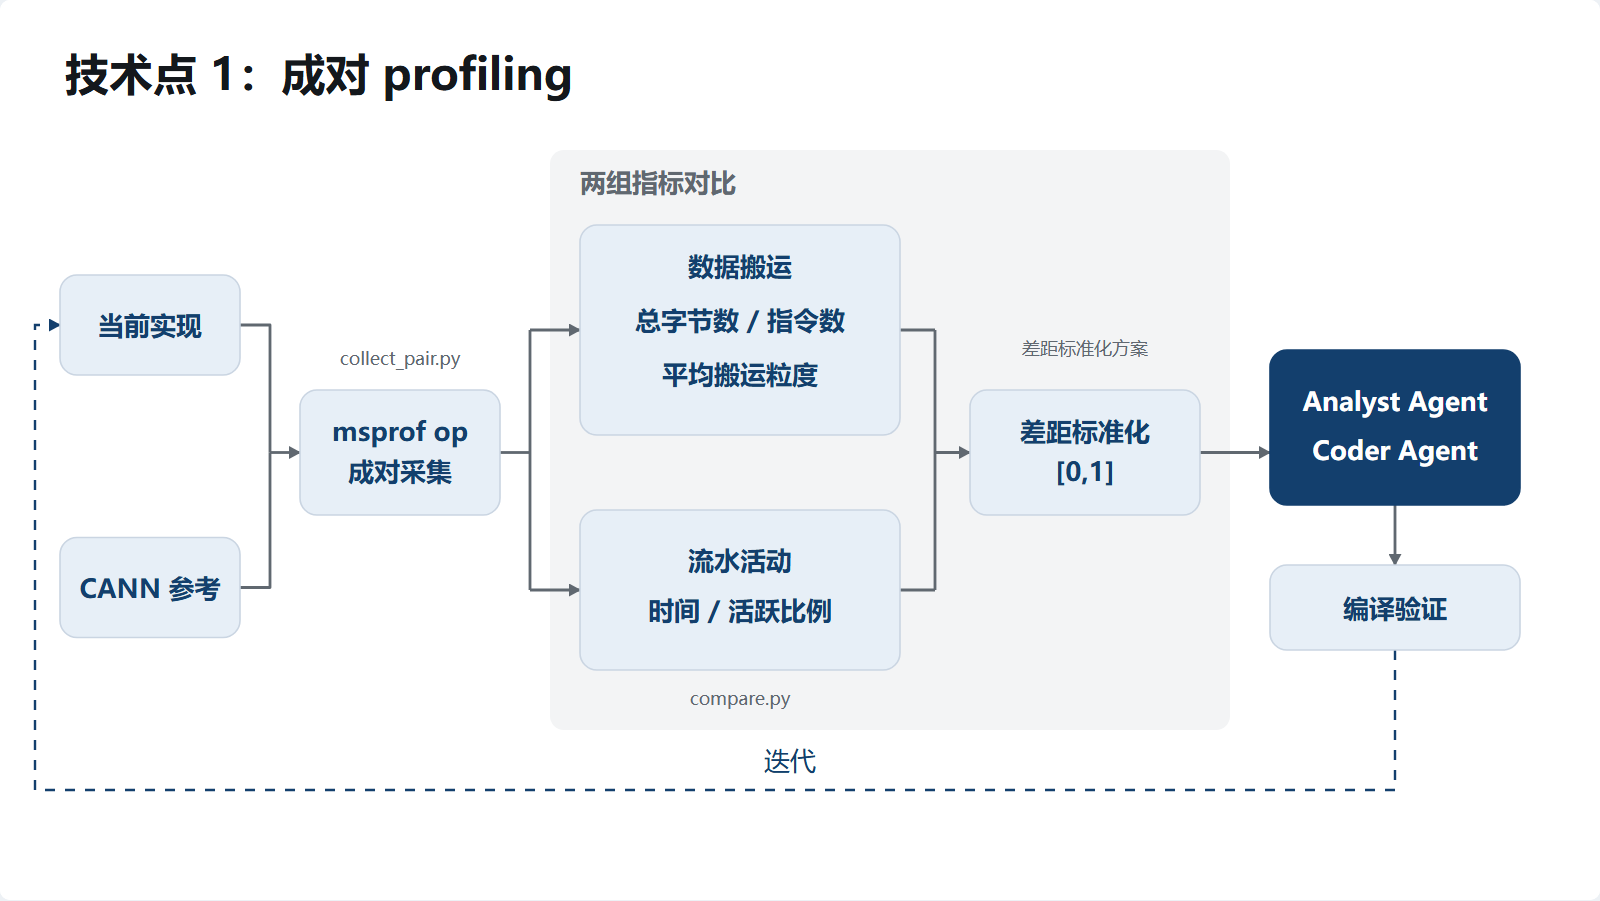 技术点 1：成对 profiling
两组指标对比
数据搬运
总字节数 / 指令数
平均搬运粒度
当前实现
collect_pair.py
msprof op
成对采集
CANN 参考
流水活动
时间 / 活跃比例
compare.py
差距标准化方案
差距标准化
[0,1]
Analyst Agent
Coder Agent
编译验证
迭代